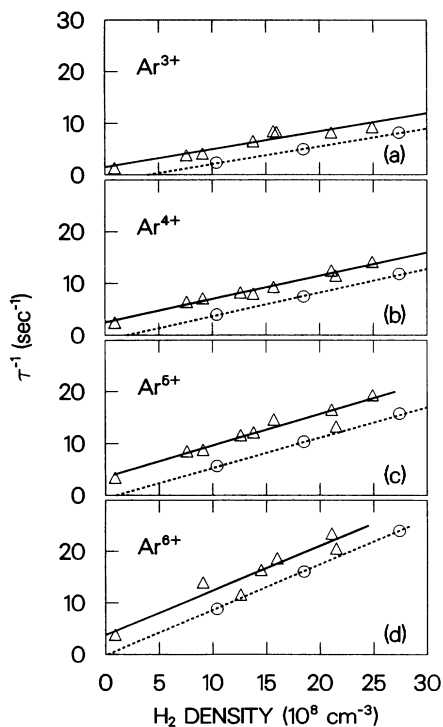 30
Ar³⁺
20
10
(a)
0
Ar⁴⁺
20
10
(b)
0
τ⁻¹ (sec⁻¹)
Ar⁵⁺
20
10
(c)
0
Ar⁶⁺
20
10
(d)
0
0 5 10 15 20 25 30
H₂ DENSITY (10⁸ cm⁻³)